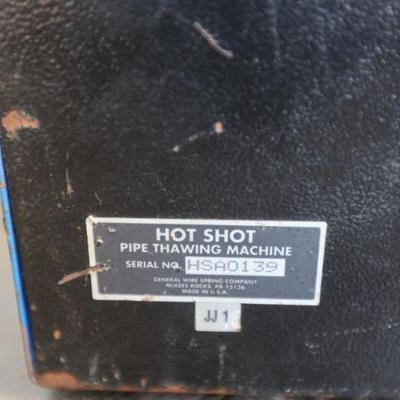 HOT SHOT
PIPE THAWING MACHINE
SERIAL NO. HSA0139
GENERAL WIRE SPRING COMPANY
McKEES ROCKS, PA 15136
MADE IN U.S.A.
JJ 1